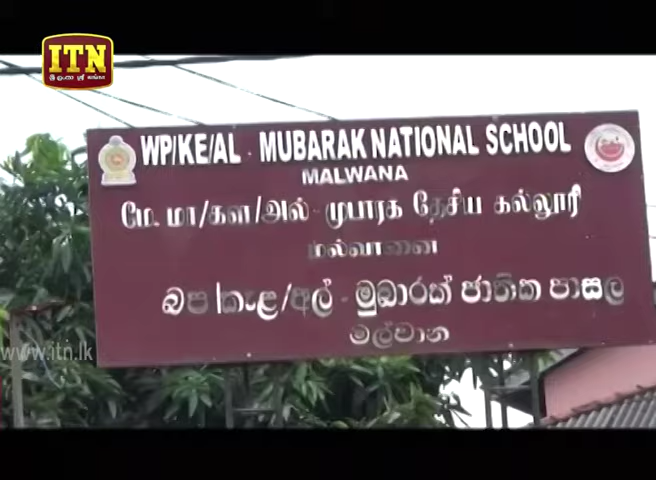 ITN
WP/KE/AL - MUBARAK NATIONAL SCHOOL
MALWANA
மே. மா/கள/அல் - முபாரக் தேசிய கல்லூரி
மல்வானை
බප /කැළ/අල් - මුබාරක් ජාතික පාසල
මල්වාන
www.itn.lk